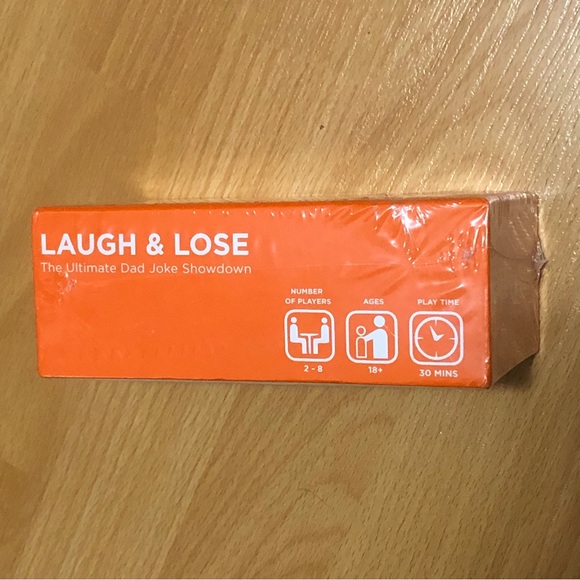 LAUGH & LOSE
The Ultimate Dad Joke Showdown
NUMBER
OF PLAYERS
2 - 8
AGES
18+
PLAY TIME
30 MINS